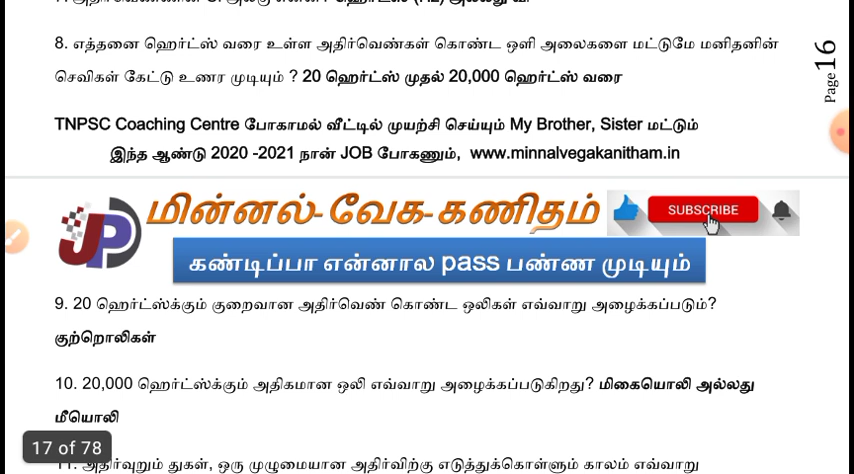 8. எத்தனை ஹெர்ட்ஸ் வரை உள்ள அதிர்வெண்கள் கொண்ட ஒளி அலைகளை மட்டுமே மனிதனின்
செவிகள் கேட்டு உணர முடியும் ? 20 ஹெர்ட்ஸ் முதல் 20,000 ஹெர்ட்ஸ் வரை
Page 16
TNPSC Coaching Centre போகாமல் வீட்டில் முயற்சி செய்யும் My Brother, Sister மட்டும்
இந்த ஆண்டு 2020 -2021 நான் JOB போகணும், www.minnalvegakanitham.in
JP மின்னல்-வேக-கணிதம் SUBSCRIBE
கண்டிப்பா என்னால pass பண்ண முடியும்
9. 20 ஹெர்ட்ஸ்க்கும் குறைவான அதிர்வெண் கொண்ட ஒலிகள் எவ்வாறு அழைக்கப்படும்?
குற்றொலிகள்
10. 20,000 ஹெர்ட்ஸ்க்கும் அதிகமான ஒலி எவ்வாறு அழைக்கப்படுகிறது? மிகையொலி அல்லது
மீயொலி
17 of 78
11. அதிர்வுறும் துகள், ஒரு முழுமையான அதிர்விற்கு எடுத்துக்கொள்ளும் காலம் எவ்வாறு